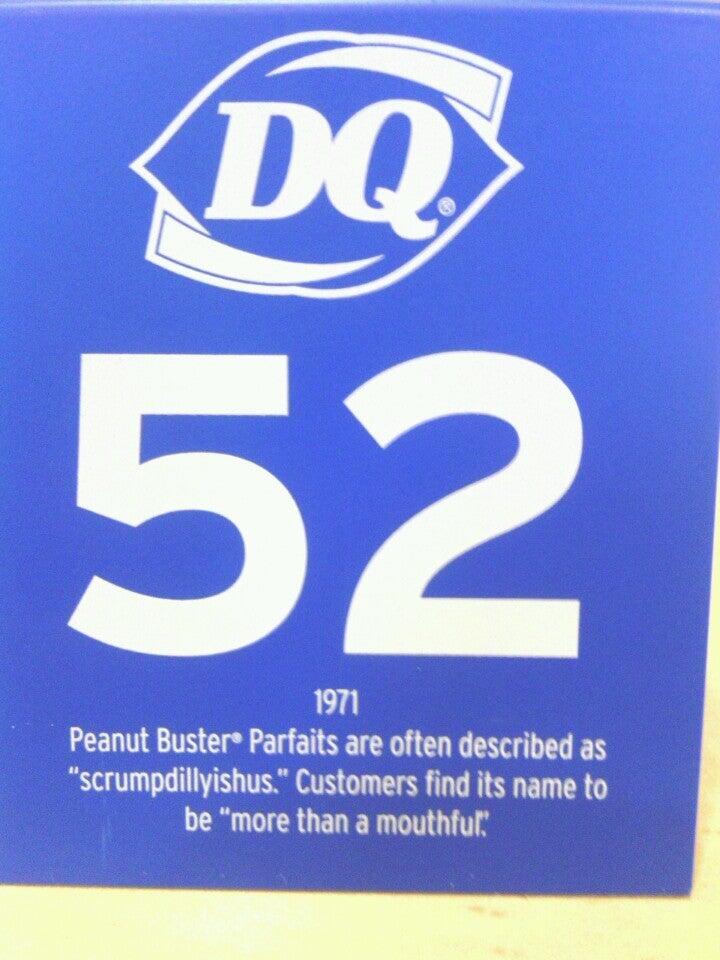 DQ®
52
1971
Peanut Buster® Parfaits are often described as
“scrumpdillyishus.” Customers find its name to
be “more than a mouthful”.